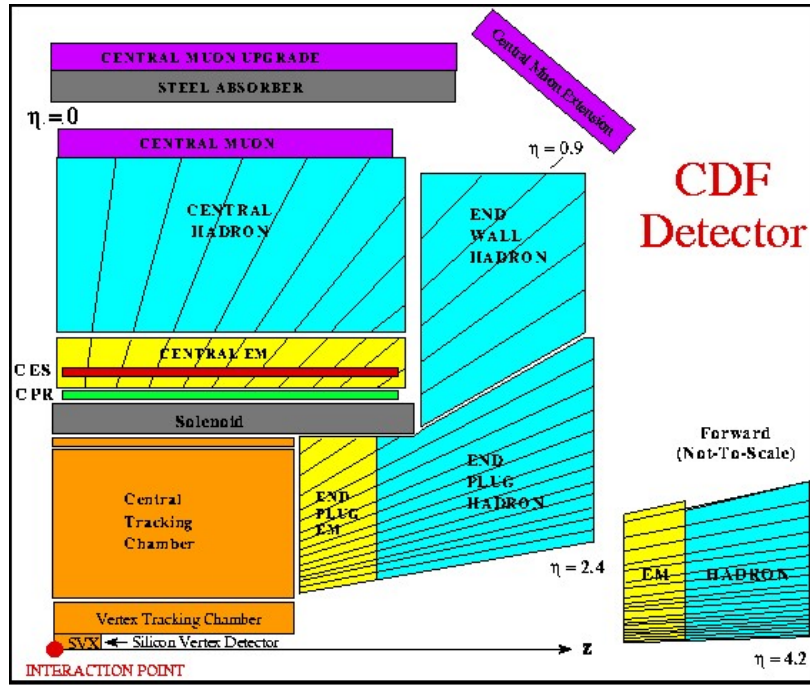 CENTRAL MUON UPGRADE
STEEL ABSORBER
Central Muon Extension
η = 0
CENTRAL MUON
η = 0.9
CDF
Detector
CENTRAL
HADRON
END
WALL
HADRON
CENTRAL EM
CES
CPR
Solenoid
Forward
(Not-To-Scale)
Central
Tracking
Chamber
END
PLUG
EM
END
PLUG
HADRON
η = 2.4
EM
HADRON
Vertex Tracking Chamber
SVX
Silicon Vertex Detector
Z
INTERACTION POINT
η = 4.2